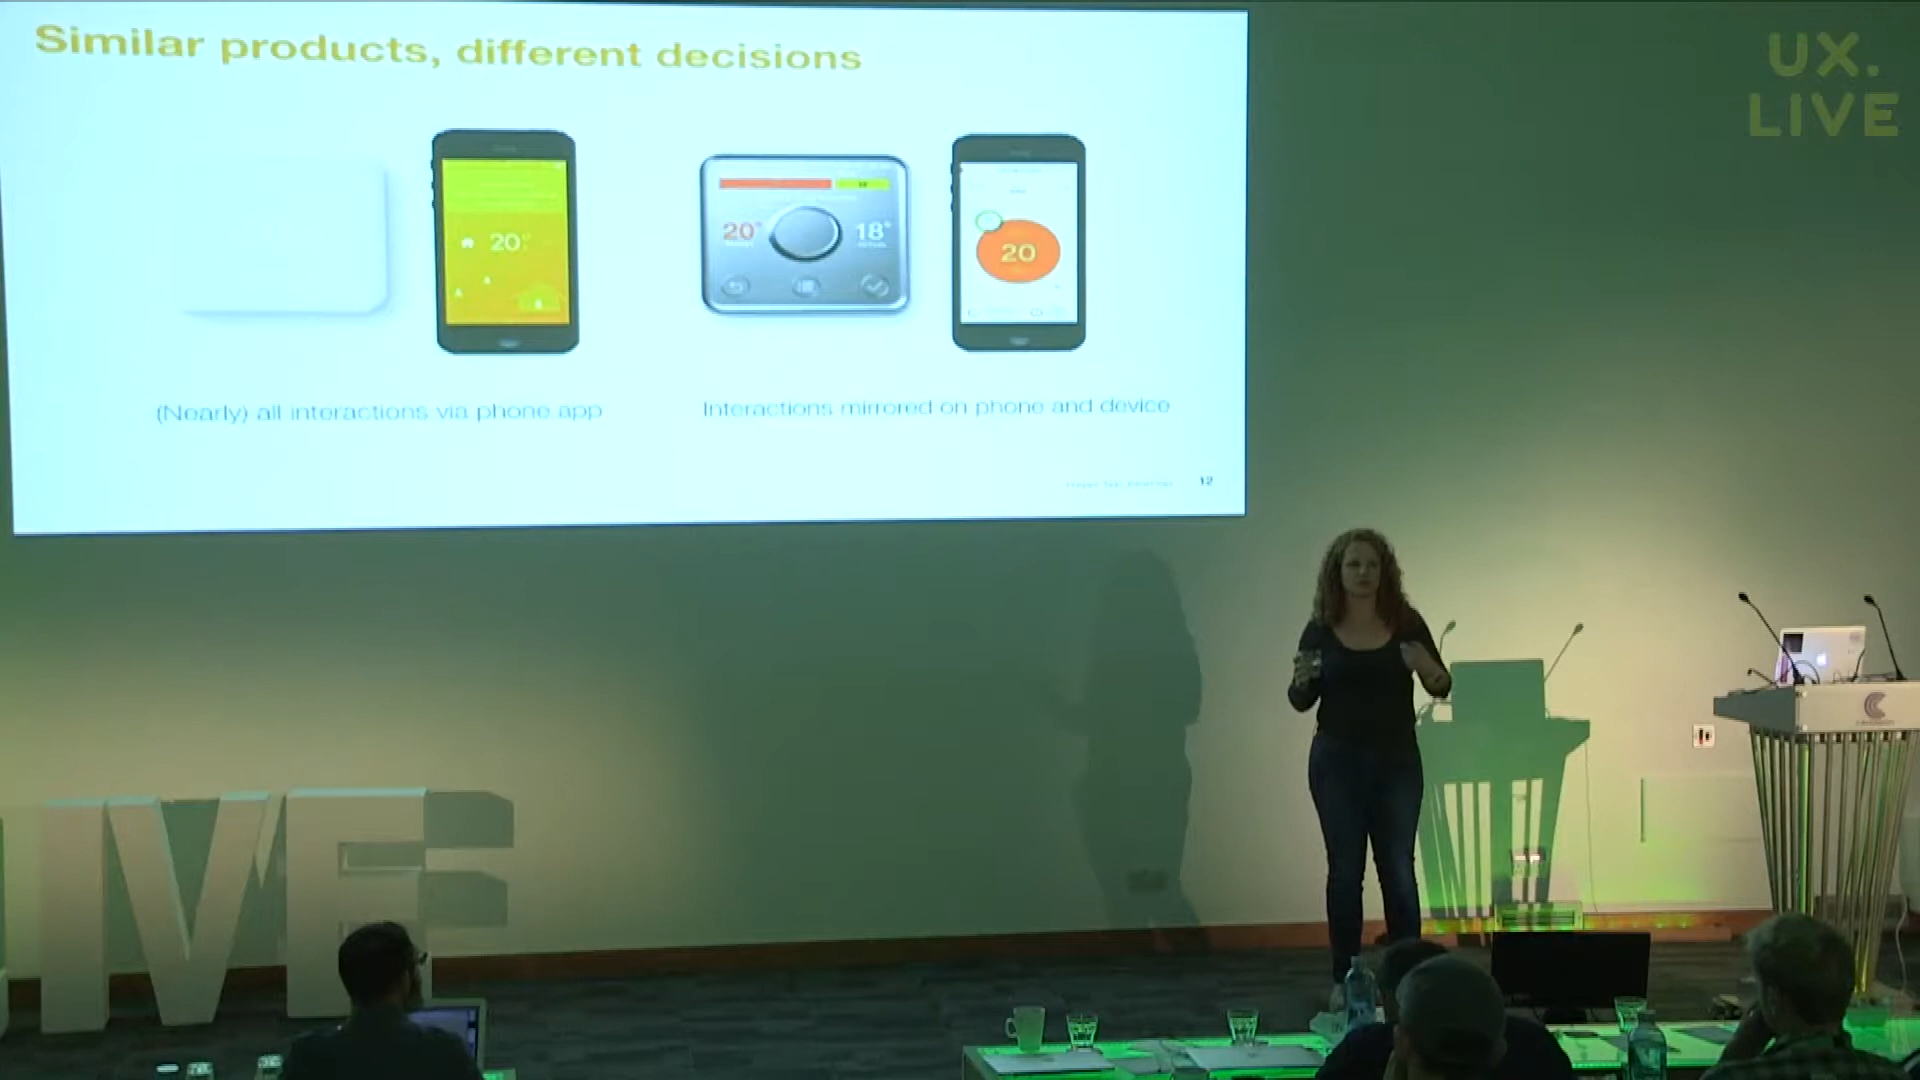 Similar products, different decisions
UX.
LIVE
20°
20°
18°
20
(Nearly) all interactions via phone app
Interactions mirrored on phone and device
12
IVE